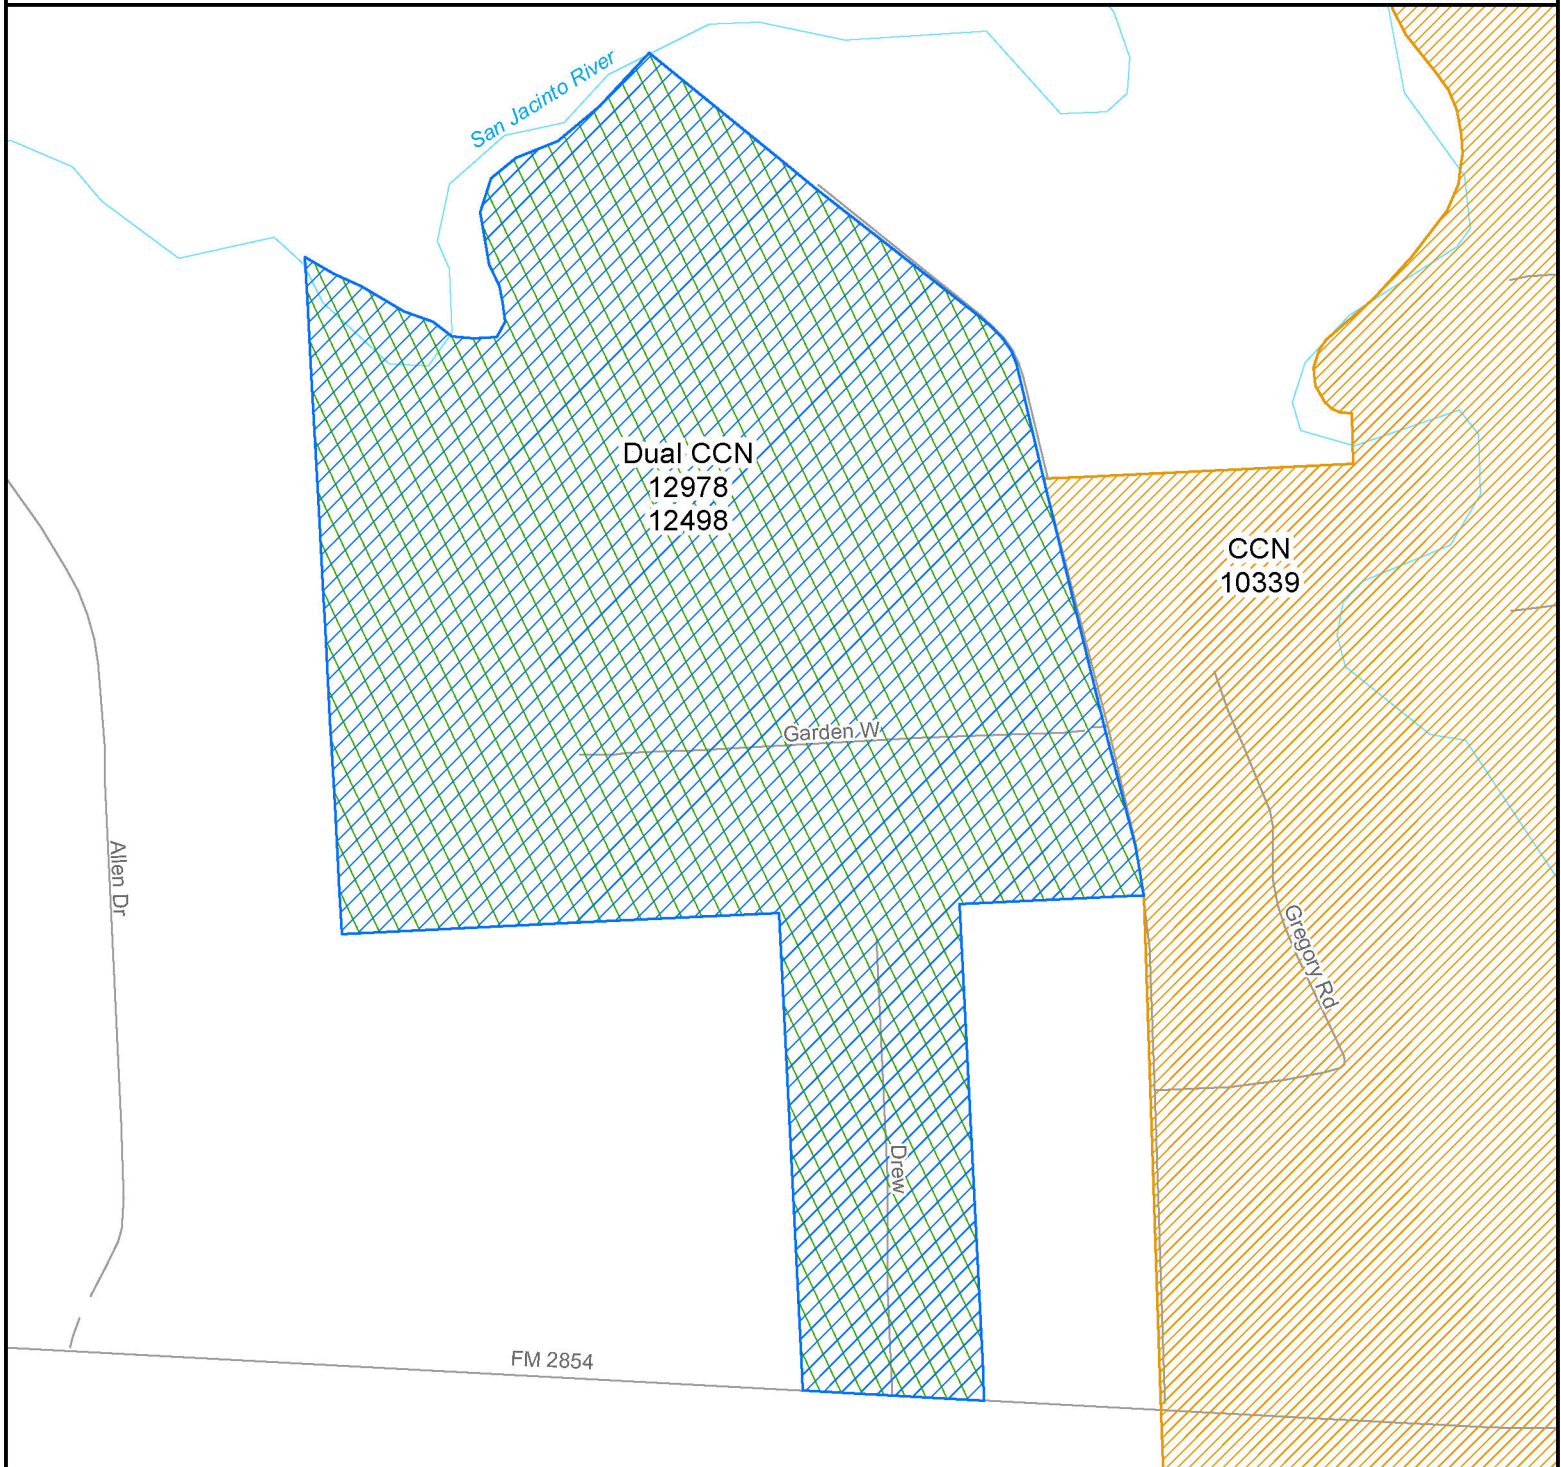 San Jacinto River
Dual CCN
12978
12498
CCN
10339
Garden W
Allen Dr
Gregory Rd
Drew
FM 2854